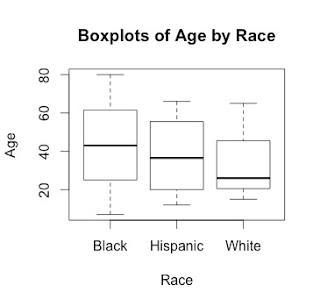 Boxplots of Age by Race
80
60
40
20
Age
Black Hispanic White
Race